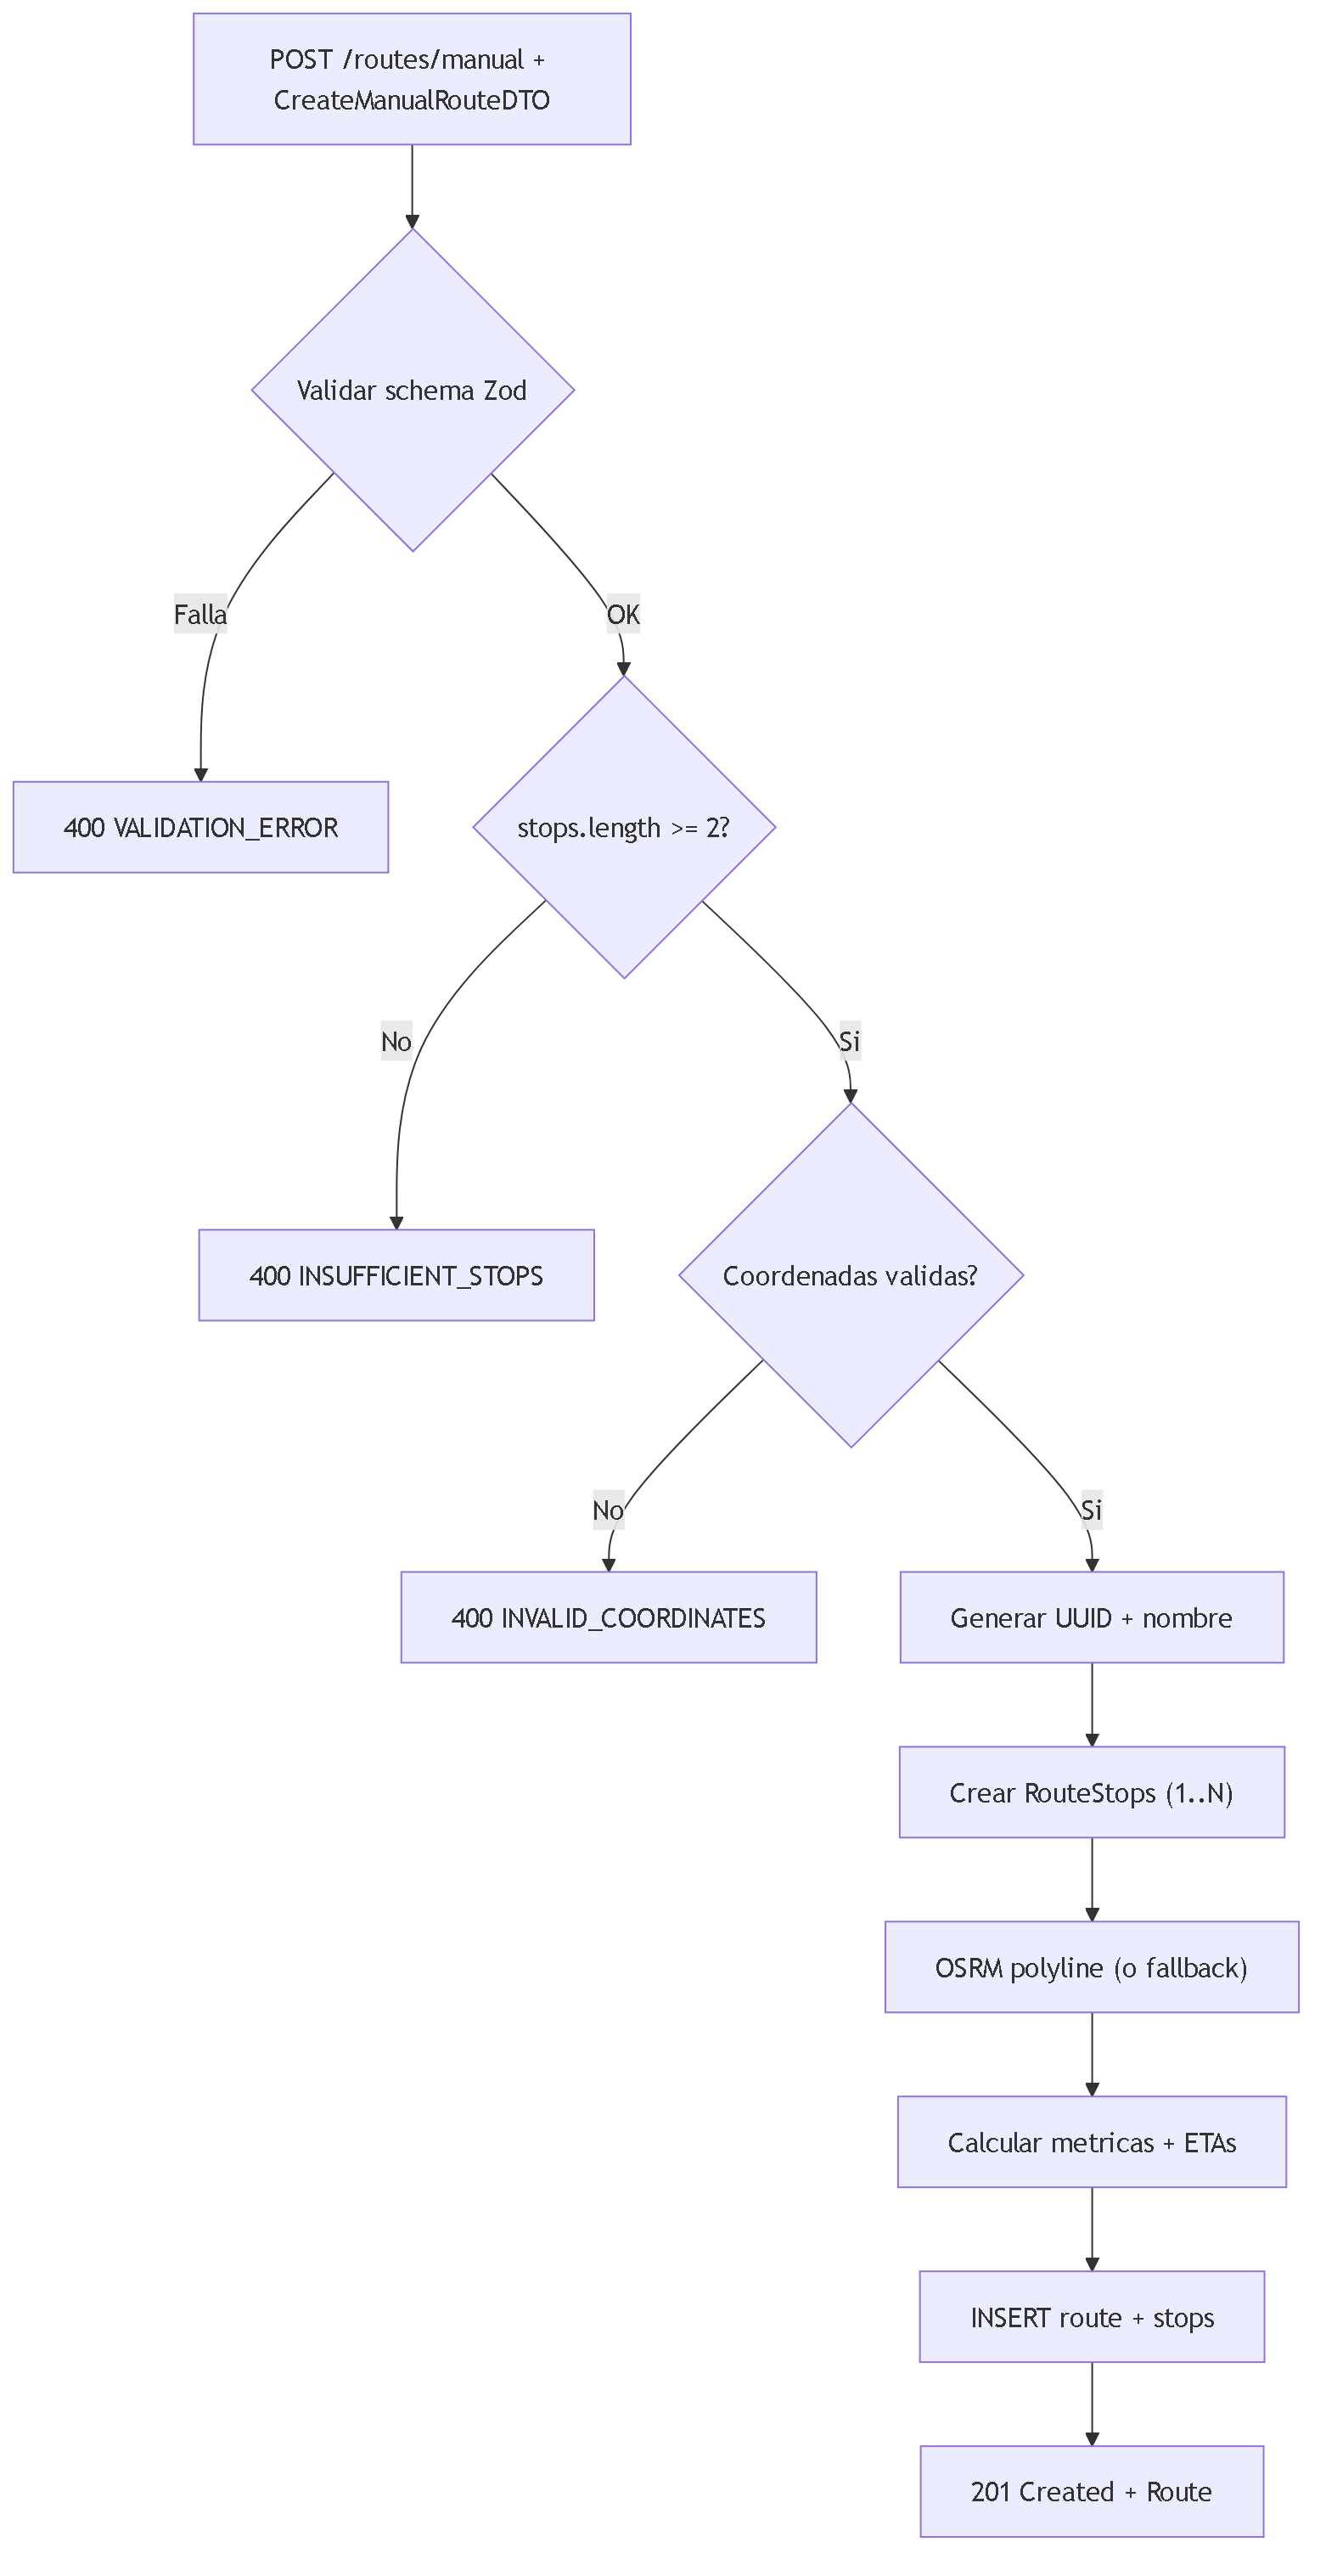 POST /routes/manual +
CreateManualRouteDTO
Validar schema Zod
Falla
OK
400 VALIDATION_ERROR
stops.length >= 2?
No
Si
400 INSUFFICIENT_STOPS
Coordenadas validas?
No
Si
400 INVALID_COORDINATES
Generar UUID + nombre
Crear RouteStops (1..N)
OSRM polyline (o fallback)
Calcular metricas + ETAs
INSERT route + stops
201 Created + Route